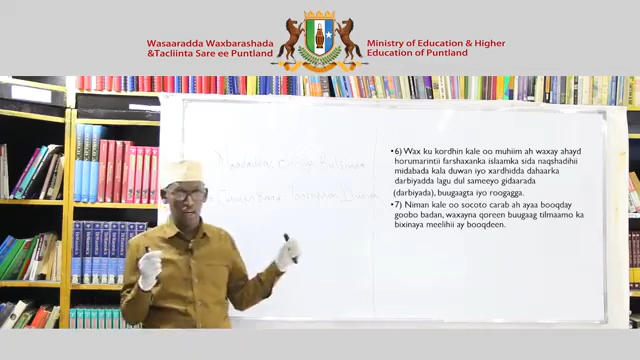 Wasaaradda Waxbarashada
&Tacliinta Sare ee Puntland
Ministry of Education & Higher
Education of Puntland
•6) Wax ku kordhin kale oo muhiim ah waxay ahayd
horumarintii farshaxanka islaamka sida naqshadihii
midabada kala duwan iyo xardhidda dahaarka
darbiyadda lagu dul sameeyo gidaarada
(darbiyada), buugaagta iyo roogagga.
•7) Niman kale oo socoto carab ah ayaa booqday
goobo badan, waxayna qoreen buugaag tilmaamo ka
bixinaya meelihii ay booqdeen.